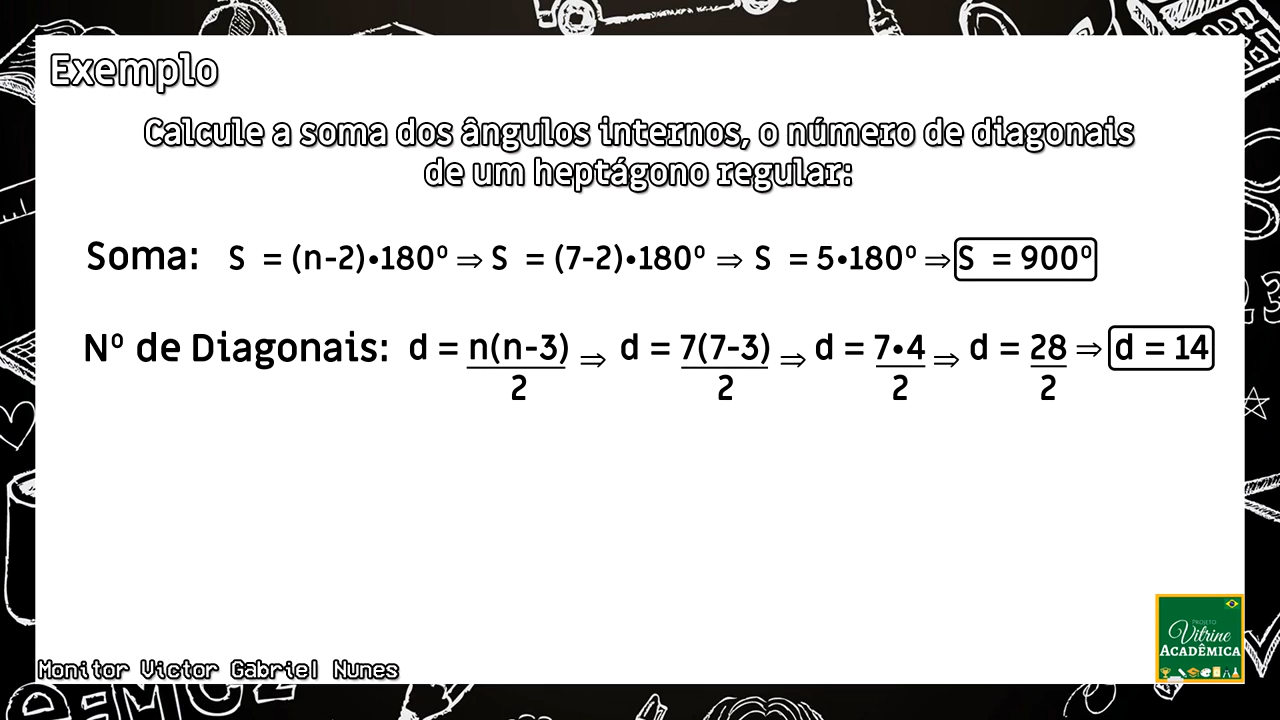 Exemplo
Calcule a soma dos ângulos internos, o número de diagonais
de um heptágono regular:
Soma: S = (n-2)•180º ⇒ S = (7-2)•180º ⇒ S = 5•180º ⇒ S = 900º
Nº de Diagonais: d = n(n-3)/2 ⇒ d = 7(7-3)/2 ⇒ d = 7•4/2 ⇒ d = 28/2 ⇒ d = 14
PROJETO
Vitrine
ACADÊMICA
Monitor Victor Gabriel Nunes